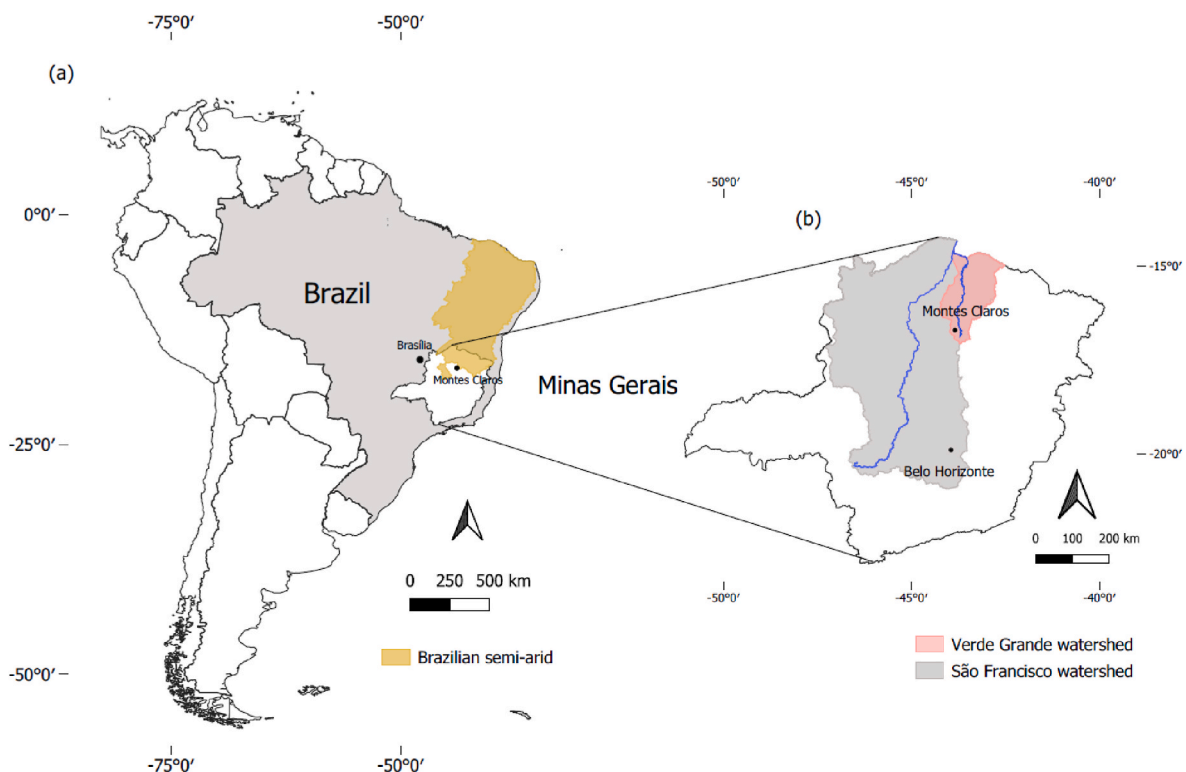 -75°0′
-50°0′
(a)
-50°0′
-45°0′
-40°0′
0°0′
(b)
-15°0′
Brazil
Montes Claros
Brasília
Montes Claros
Minas Gerais
-25°0′
-20°0′
Belo Horizonte
0 100 200 km
0 250 500 km
-50°0′
-45°0′
-40°0′
Verde Grande watershed
Brazilian semi-arid
São Francisco watershed
-50°0′
-75°0′
-50°0′